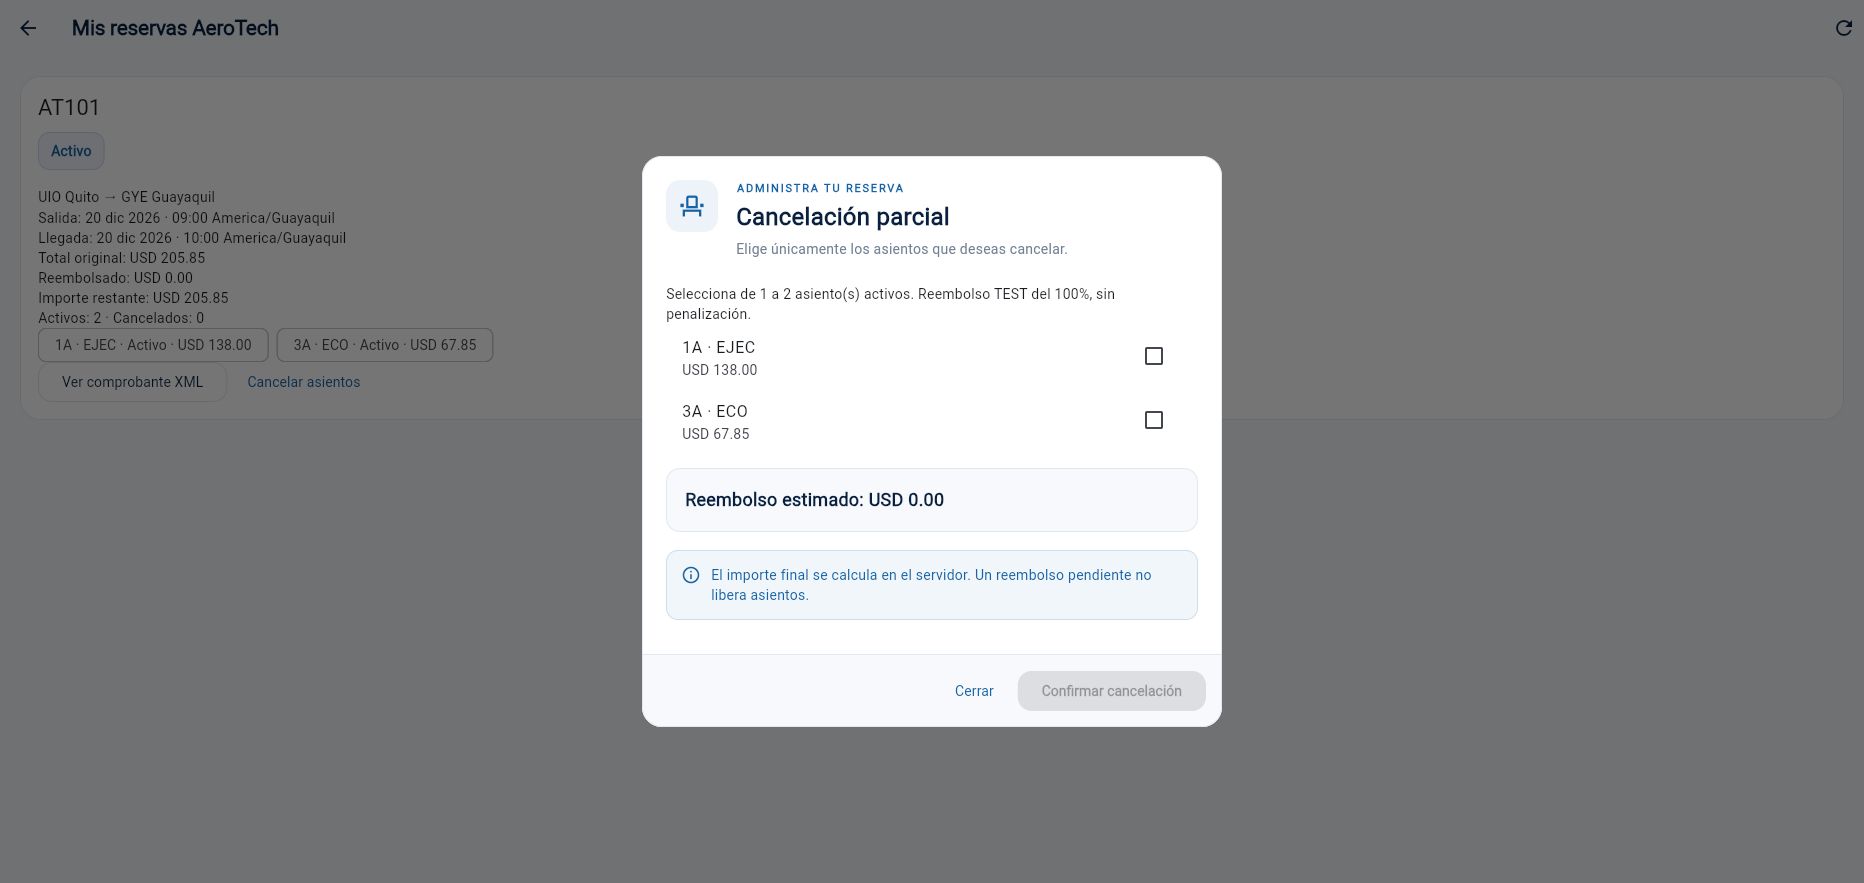 Mis reservas AeroTech
AT101
Activo
UIO Quito → GYE Guayaquil
Salida: 20 dic 2026 · 09:00 America/Guayaquil
Llegada: 20 dic 2026 · 10:00 America/Guayaquil
Total original: USD 205.85
Reembolsado: USD 0.00
Importe restante: USD 205.85
Activos: 2 · Cancelados: 0
1A · EJEC · Activo · USD 138.00
3A · ECO · Activo · USD 67.85
Ver comprobante XML
Cancelar asientos
ADMINISTRA TU RESERVA
Cancelación parcial
Elige únicamente los asientos que deseas cancelar.
Selecciona de 1 a 2 asiento(s) activos. Reembolso TEST del 100%, sin
penalización.
1A · EJEC
USD 138.00
3A · ECO
USD 67.85
Reembolso estimado: USD 0.00
El importe final se calcula en el servidor. Un reembolso pendiente no
libera asientos.
Cerrar
Confirmar cancelación